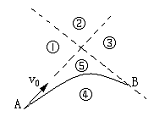 ②
① ③
⑤
v₀
④
A B